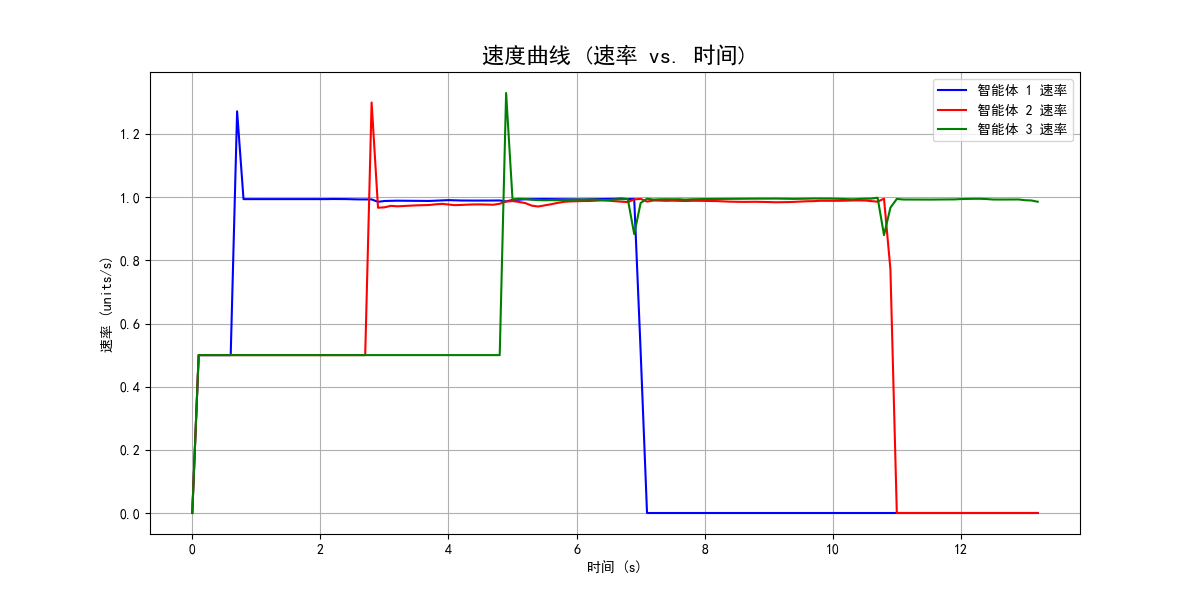 速度曲线 (速率 vs. 时间)
智能体 1 速率
智能体 2 速率
智能体 3 速率
速率 (units/s)
1.2
1.0
0.8
0.6
0.4
0.2
0.0
0 2 4 6 8 10 12
时间 (s)